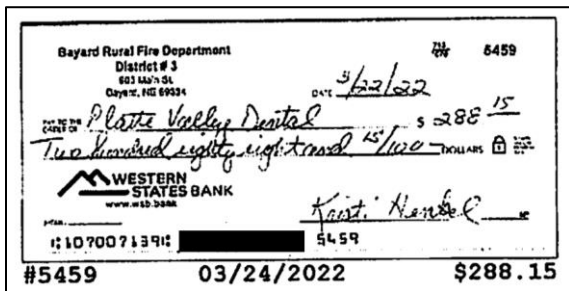 Bayard Rural Fire Department
District # 3
603 Main St.
Bayard, NE 69334
5459
DATE 3/22/22
PAY TO THE ORDER OF Platte Valley Dental $ 288 15
Two hundred eighty eight and 15/100 DOLLARS
WESTERN
STATES BANK
www.wsb.bank
Kristi Hensel
5459
#5459 03/24/2022 $288.15